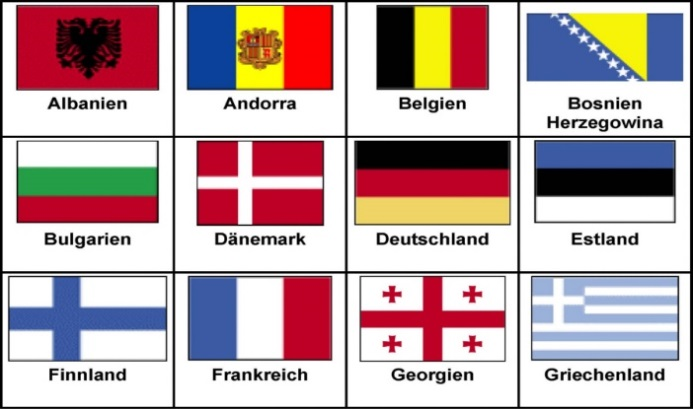 Albanien
Andorra
Belgien
Bosnien
Herzegowina
Bulgarien
Dänemark
Deutschland
Estland
Finnland
Frankreich
Georgien
Griechenland